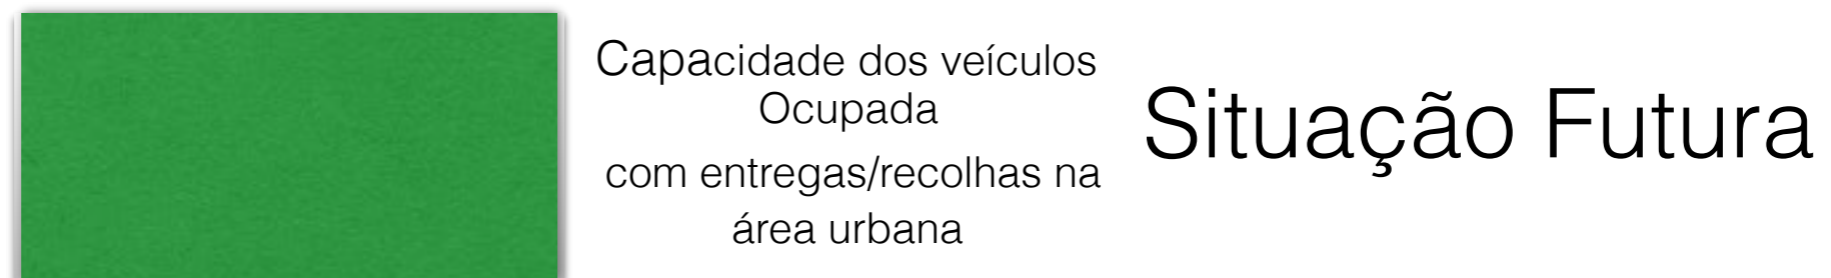 Capacidade dos veículos
Ocupada
com entregas/recolhas na
área urbana
Situação Futura